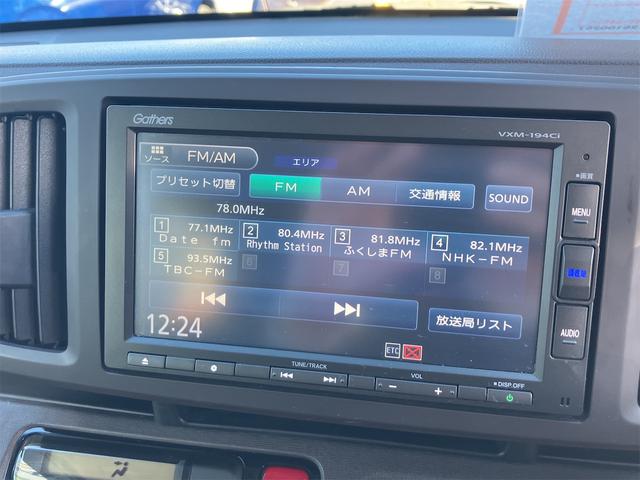 Gathers
VXM-194Ci
ソース FM/AM エリア
プリセット切替 FM AM 交通情報 SOUND
78.0MHz
1 77.1MHz 2 80.4MHz 3 81.8MHz 4 82.1MHz
Date fm Rhythm Station ふくしまFM NHK-FM
5 93.5MHz 6 7 8
TBC-FM
放送局リスト
12:24
ETC
画質
MENU
AUDIO
TUNE/TRACK
VOL
DISP.OFF